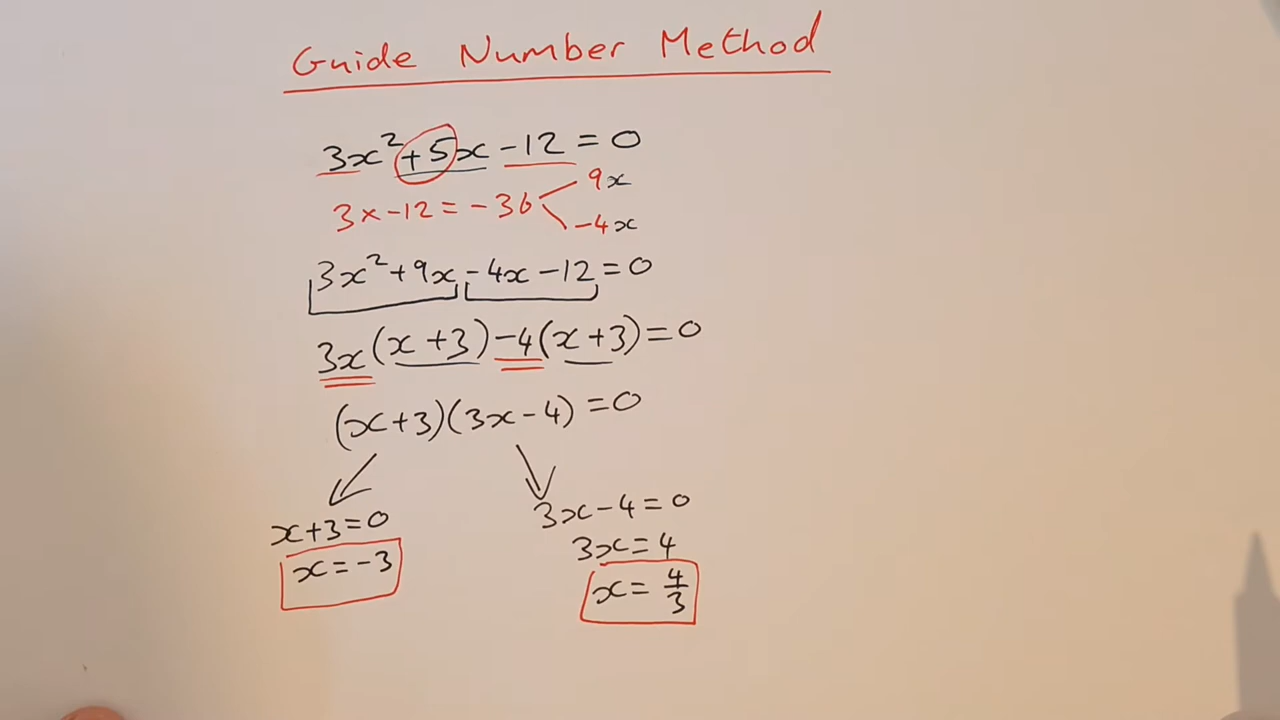 Guide Number Method
3x² +5x -12 = 0
3 x -12 = -36
9x
-4x
3x² + 9x - 4x - 12 = 0
3x(x + 3) - 4(x + 3) = 0
(x + 3)(3x - 4) = 0
x + 3 = 0
x = -3
3x - 4 = 0
3x = 4
x = 4/3